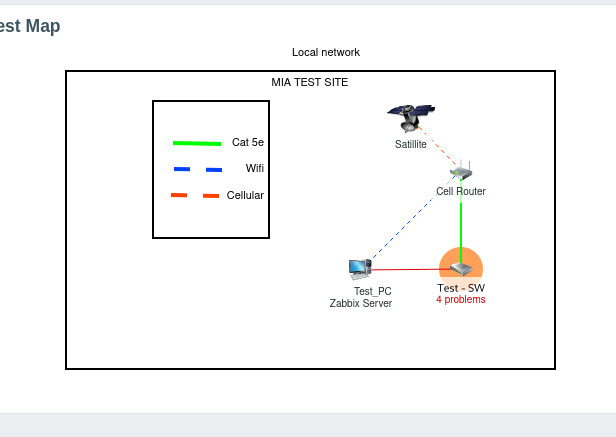 est Map
Local network
MIA TEST SITE
Cat 5e
Wifi
Cellular
Satillite
Cell Router
Test_PC
Zabbix Server
Test - SW
4 problems